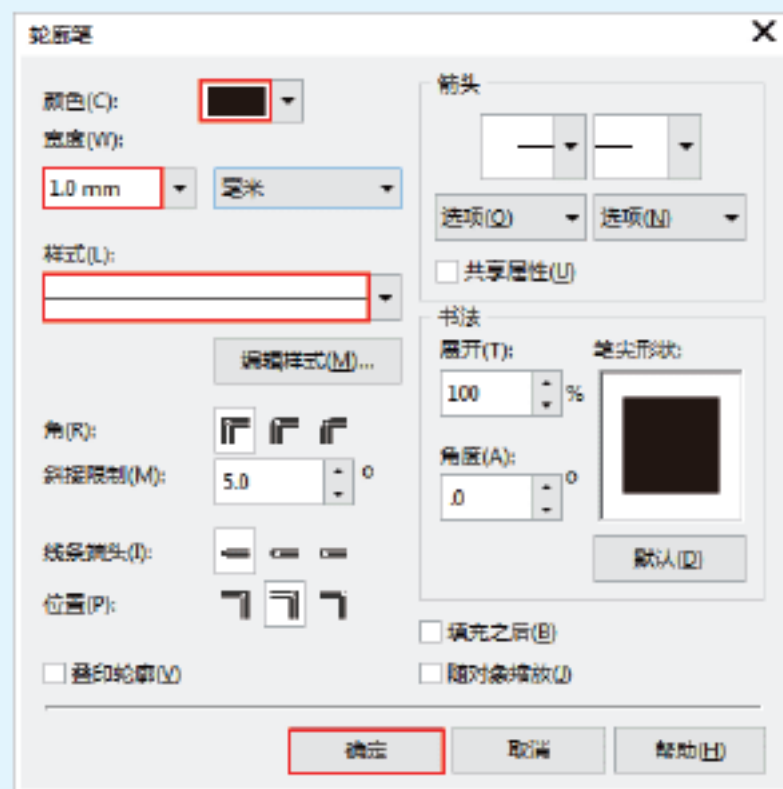 轮廓笔
颜色(C):
宽度(W):
1.0 mm
毫米
样式(L):
编辑样式(M)...
角(R):
斜接限制(M):
5.0
°
线条端头(I):
位置(P):
叠印轮廓(V)
箭头
选项(O)
选项(N)
共享属性(U)
书法
展开(T):
笔尖形状:
100
%
角度(A):
.0
°
默认(D)
填充之后(B)
随对象缩放(J)
确定
取消
帮助(H)